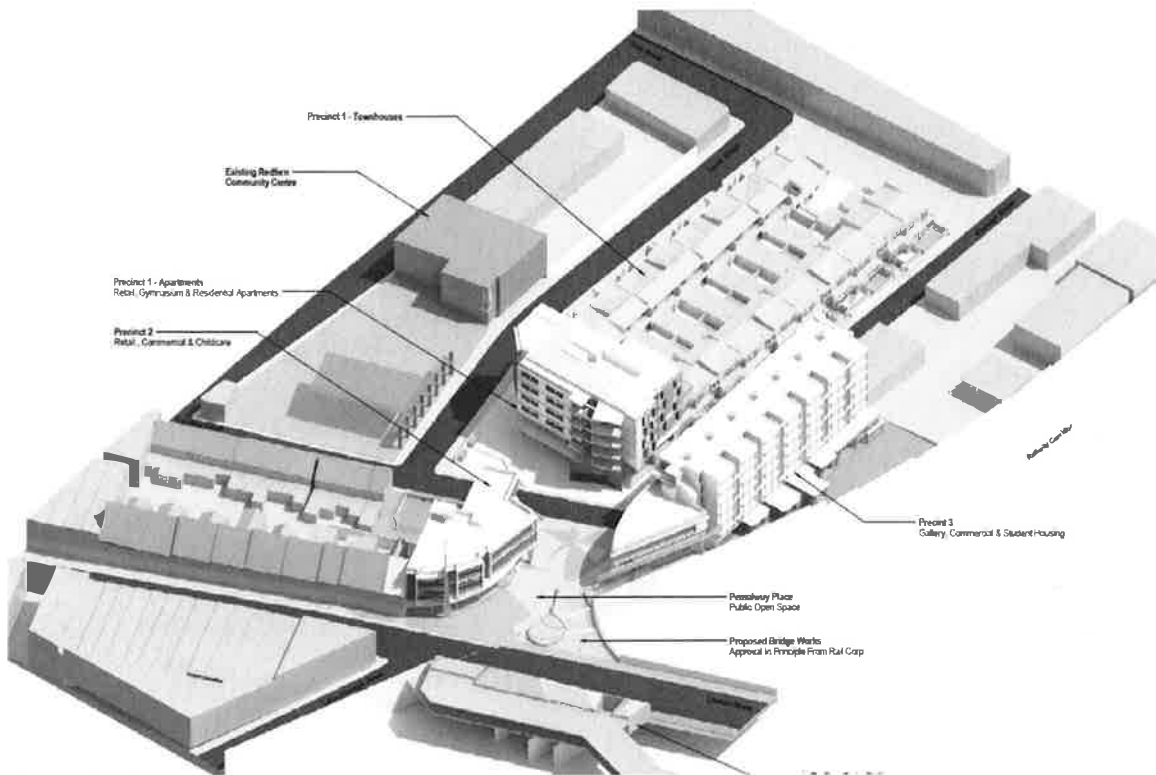 Precinct 1 - Townhouses
Existing Redfern
Community Centre
Precinct 1 - Apartments
Retail, Gymnasium & Residential Apartments
Precinct 2
Retail, Commercial & Childcare
Precint 3
Gallery, Commercial & Student Housing
Pemulwuy Place
Public Open Space
Proposed Bridge Works
Approval in Principle From Rail Corp